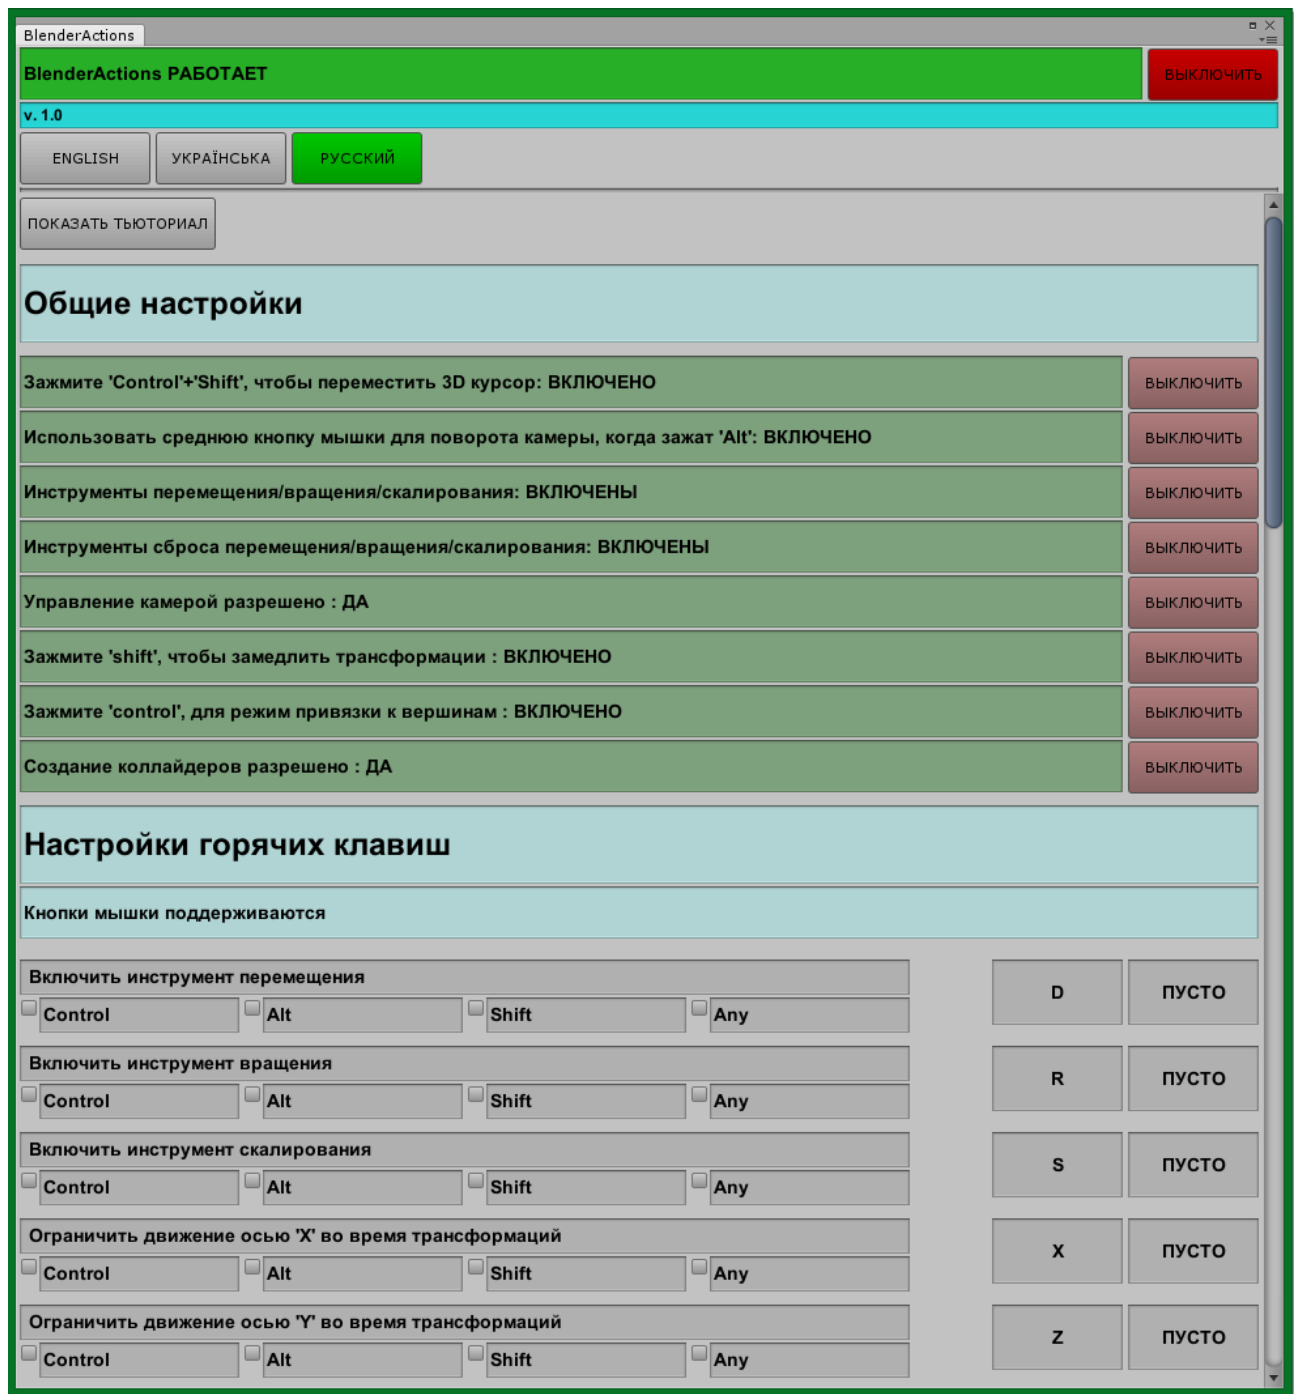 BlenderActions
BlenderActions РАБОТАЕТ
ВЫКЛЮЧИТЬ
v. 1.0
ENGLISH
УКРАЇНСЬКА
РУССКИЙ
ПОКАЗАТЬ ТЬЮТОРИАЛ
Общие настройки
Зажмите 'Control'+'Shift', чтобы переместить 3D курсор: ВКЛЮЧЕНО
ВЫКЛЮЧИТЬ
Использовать среднюю кнопку мышки для поворота камеры, когда зажат 'Alt': ВКЛЮЧЕНО
ВЫКЛЮЧИТЬ
Инструменты перемещения/вращения/скалирования: ВКЛЮЧЕНЫ
ВЫКЛЮЧИТЬ
Инструменты сброса перемещения/вращения/скалирования: ВКЛЮЧЕНЫ
ВЫКЛЮЧИТЬ
Управление камерой разрешено : ДА
ВЫКЛЮЧИТЬ
Зажмите 'shift', чтобы замедлить трансформации : ВКЛЮЧЕНО
ВЫКЛЮЧИТЬ
Зажмите 'control', для режим привязки к вершинам : ВКЛЮЧЕНО
ВЫКЛЮЧИТЬ
Создание коллайдеров разрешено : ДА
ВЫКЛЮЧИТЬ
Настройки горячих клавиш
Кнопки мышки поддерживаются
Включить инструмент перемещения
Control
Alt
Shift
Any
D
ПУСТО
Включить инструмент вращения
Control
Alt
Shift
Any
R
ПУСТО
Включить инструмент скалирования
Control
Alt
Shift
Any
S
ПУСТО
Ограничить движение осью 'X' во время трансформаций
Control
Alt
Shift
Any
X
ПУСТО
Ограничить движение осью 'Y' во время трансформаций
Control
Alt
Shift
Any
Z
ПУСТО